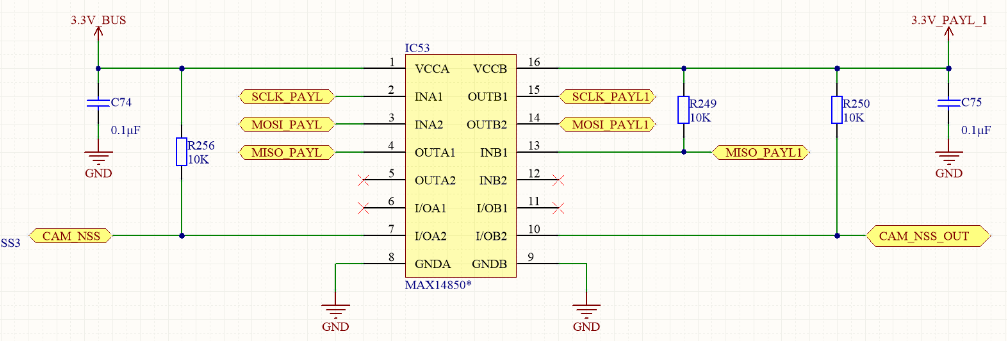 3.3V_BUS
3.3V_PAYL_1
IC53
1 VCCA VCCB 16
2 INA1 OUTB1 15
SCLK_PAYL SCLK_PAYL1
C74 R249 R250 C75
10K 10K
0.1µF 0.1µF
3 INA2 OUTB2 14
MOSI_PAYL MOSI_PAYL1
R256
10K
4 OUTA1 INB1 13
MISO_PAYL MISO_PAYL1
GND GND
5 OUTA2 INB2 12
6 I/OA1 I/OB1 11
7 I/OA2 I/OB2 10
SS3 CAM_NSS CAM_NSS_OUT
8 GNDA GNDB 9
MAX14850*
GND GND